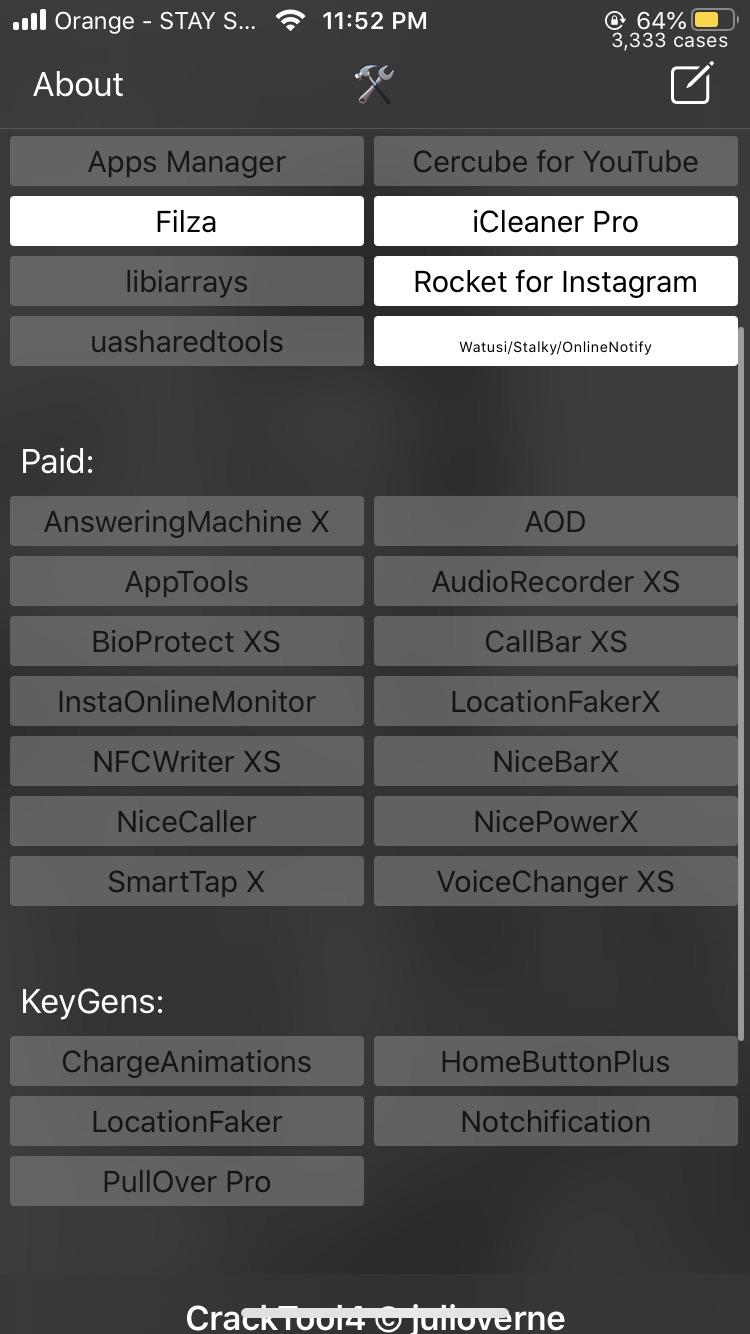 Orange - STAY S... 11:52 PM 64%
3,333 cases
About
Apps Manager Cercube for YouTube
Filza iCleaner Pro
libiarrays Rocket for Instagram
uasharedtools Watusi/Stalky/OnlineNotify
Paid:
AnsweringMachine X AOD
AppTools AudioRecorder XS
BioProtect XS CallBar XS
InstaOnlineMonitor LocationFakerX
NFCWriter XS NiceBarX
NiceCaller NicePowerX
SmartTap X VoiceChanger XS
KeyGens:
ChargeAnimations HomeButtonPlus
LocationFaker Notchification
PullOver Pro
CrackTool4 © julioverne